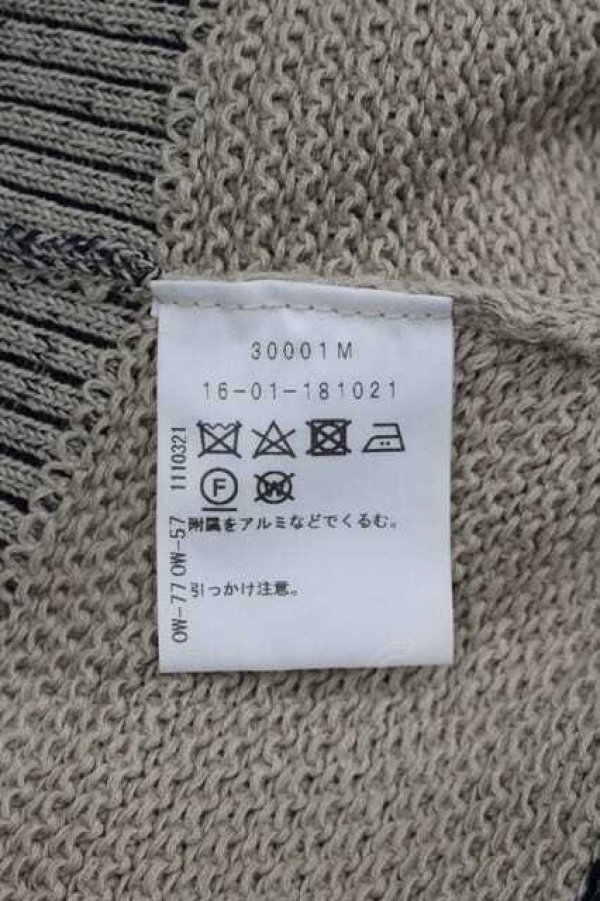 30001M
16-01-181021
F W
附属をアルミなどでくるむ。
引っかけ注意。
OW-77 OW-57 1110321